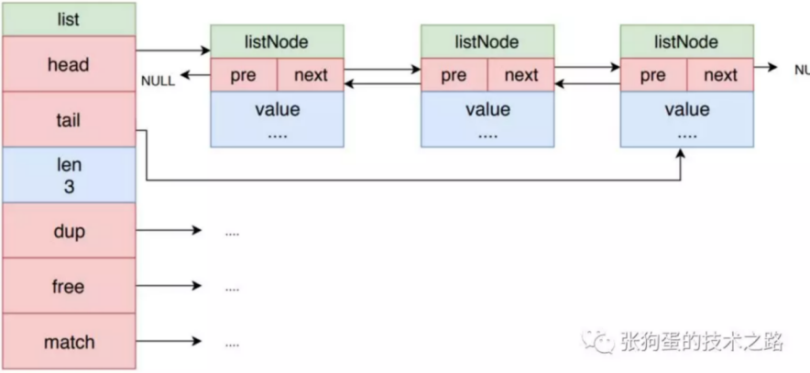 list
head
tail
len
3
dup
free
match
NULL
listNode
pre next
value
....
listNode
pre next
value
....
listNode
pre next
value
....
NU
....
....
....
张狗蛋的技术之路